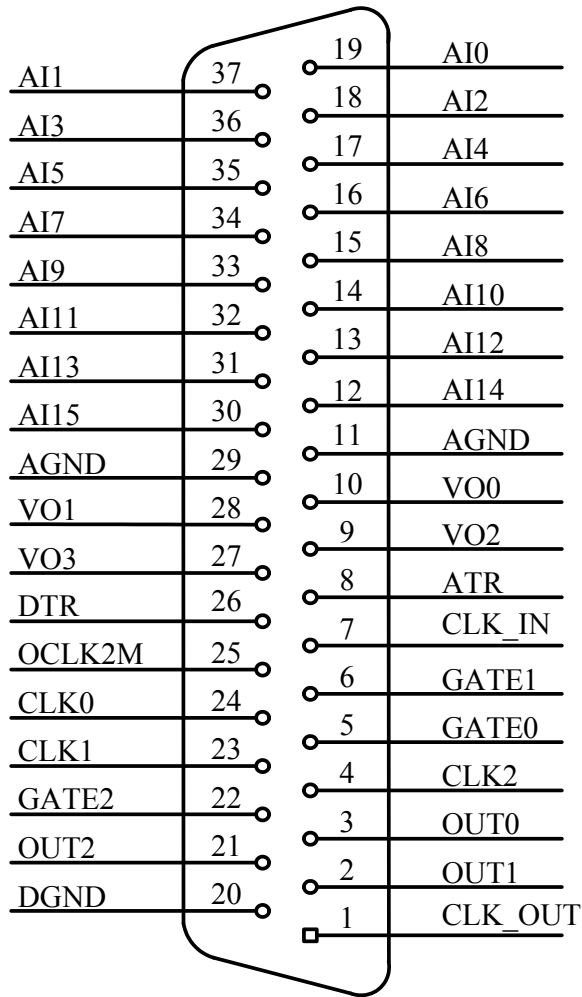 19 AI0
AI1 37
18 AI2
AI3 36
17 AI4
AI5 35
16 AI6
AI7 34
15 AI8
AI9 33
14 AI10
AI11 32
13 AI12
AI13 31
12 AI14
AI15 30
11 AGND
AGND 29
10 VO0
VO1 28
9 VO2
VO3 27
8 ATR
DTR 26
7 CLK_IN
OCLK2M 25
6 GATE1
CLK0 24
5 GATE0
CLK1 23
4 CLK2
GATE2 22
3 OUT0
OUT2 21
2 OUT1
DGND 20
1 CLK_OUT